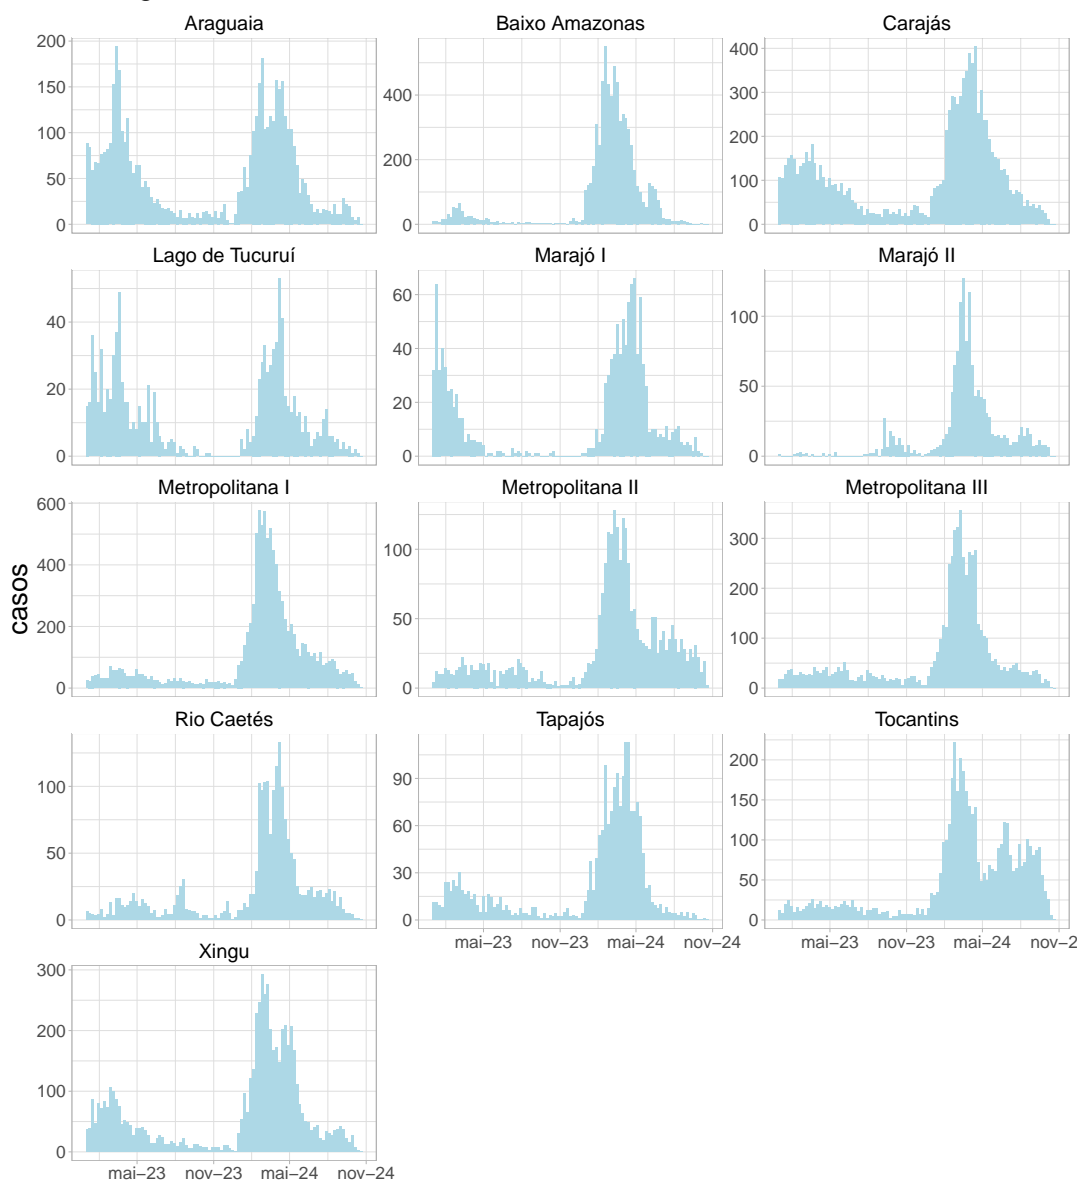 Araguaia
Baixo Amazonas
Carajás
200
150
100
50
0
400
200
0
400
300
200
100
0
Lago de Tucuruí
Marajó I
Marajó II
40
20
0
60
40
20
0
100
50
0
Metropolitana I
Metropolitana II
Metropolitana III
600
400
200
0
100
50
0
300
200
100
0
casos
Rio Caetés
Tapajós
Tocantins
100
50
0
90
60
30
0
200
150
100
50
0
mai–23 nov–23 mai–24 nov–24
mai–23 nov–23 mai–24 nov–2
Xingu
300
200
100
0
mai–23 nov–23 mai–24 nov–24